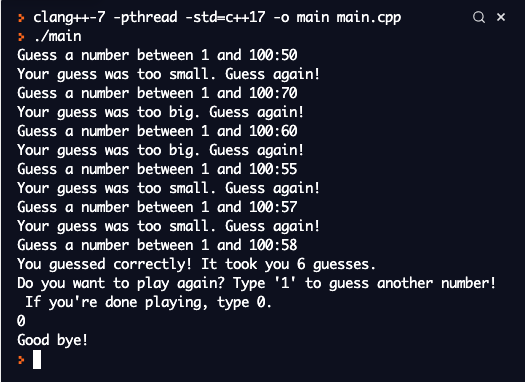 > clang++-7 -pthread -std=c++17 -o main main.cpp
> ./main
Guess a number between 1 and 100:50
Your guess was too small. Guess again!
Guess a number between 1 and 100:70
Your guess was too big. Guess again!
Guess a number between 1 and 100:60
Your guess was too big. Guess again!
Guess a number between 1 and 100:55
Your guess was too small. Guess again!
Guess a number between 1 and 100:57
Your guess was too small. Guess again!
Guess a number between 1 and 100:58
You guessed correctly! It took you 6 guesses.
Do you want to play again? Type '1' to guess another number!
 If you're done playing, type 0.
0
Good bye!
>